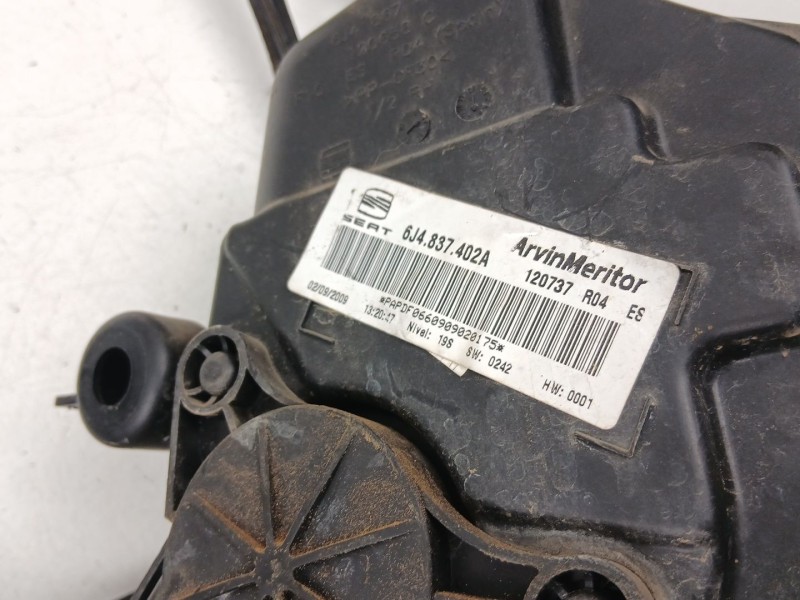 SEAT
6J4.837.402A
ArvinMeritor
120737 R04 ES
02/09/2009
*PAPDF0660909020175*
13:20:47
Nivel: 19S
SW: 0242
HW: 0001